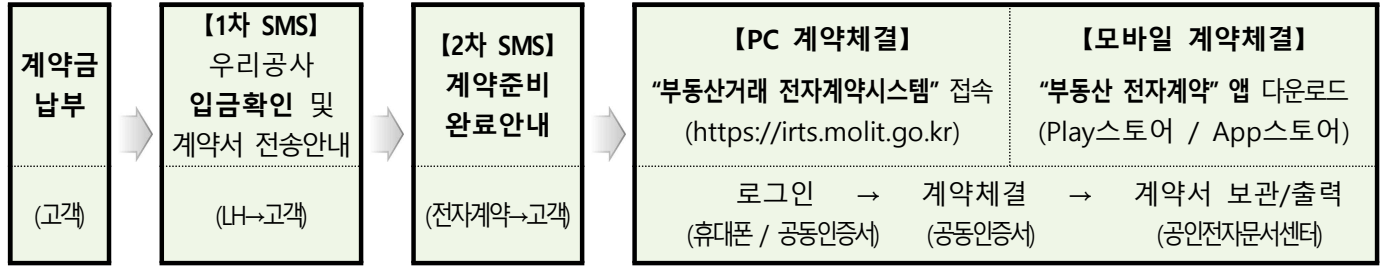 계약금
납부
(고객)
【1차 SMS】
우리공사
입금확인 및
계약서 전송안내
(LH→고객)
【2차 SMS】
계약준비
완료안내
(전자계약→고객)
【PC 계약체결】
“부동산거래 전자계약시스템” 접속
(https://irts.molit.go.kr)
【모바일 계약체결】
“부동산 전자계약” 앱 다운로드
(Play스토어 / App스토어)
로그인 → 계약체결 → 계약서 보관/출력
(휴대폰 / 공동인증서) (공동인증서) (공인전자문서센터)